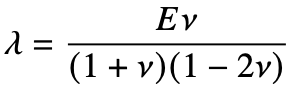 λ = Eν / (1 + ν)(1 − 2ν)